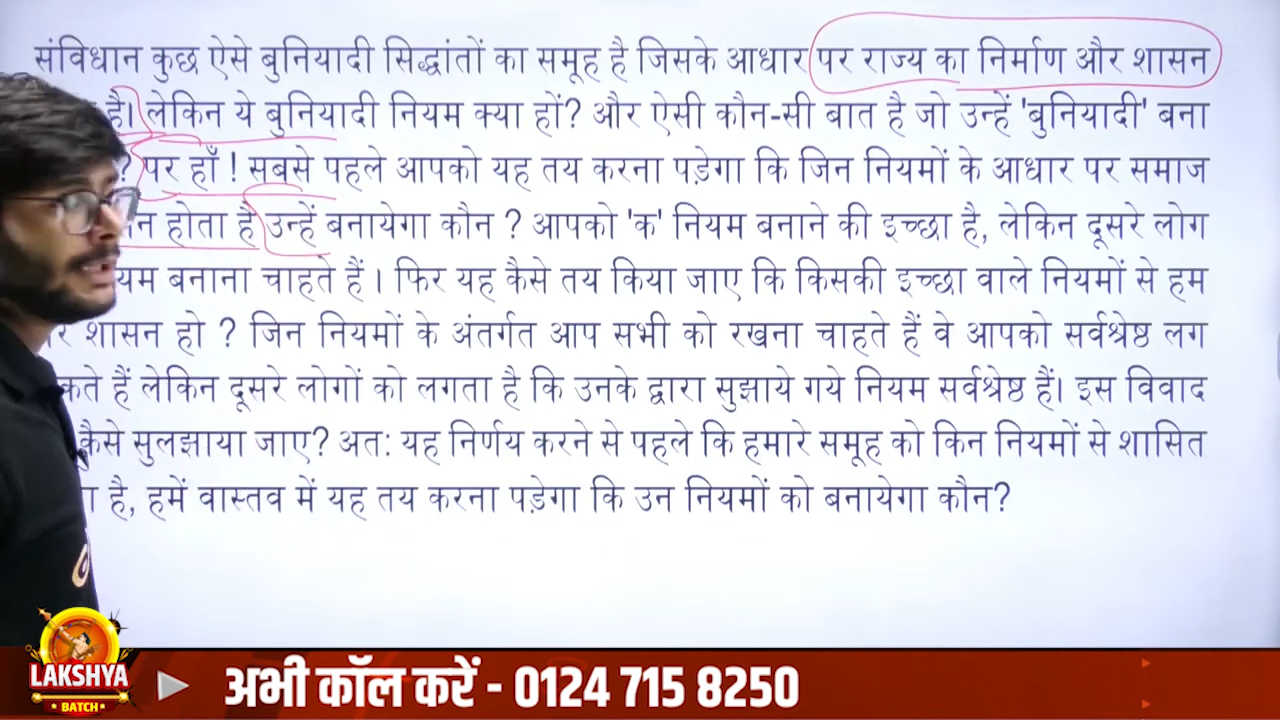 संविधान कुछ ऐसे बुनियादी सिद्धांतों का समूह है जिसके आधार पर राज्य का निर्माण और शासन
है। लेकिन ये बुनियादी नियम क्या हों? और ऐसी कौन-सी बात है जो उन्हें 'बुनियादी' बना
? पर हाँ ! सबसे पहले आपको यह तय करना पड़ेगा कि जिन नियमों के आधार पर समाज
होता है उन्हें बनायेगा कौन ? आपको 'क' नियम बनाने की इच्छा है, लेकिन दूसरे लोग
बनाना चाहते हैं। फिर यह कैसे तय किया जाए कि किसकी इच्छा वाले नियमों से हम
शासन हो ? जिन नियमों के अंतर्गत आप सभी को रखना चाहते हैं वे आपको सर्वश्रेष्ठ लग
हैं लेकिन दूसरे लोगों को लगता है कि उनके द्वारा सुझाये गये नियम सर्वश्रेष्ठ हैं। इस विवाद
कैसे सुलझाया जाए? अत: यह निर्णय करने से पहले कि हमारे समूह को किन नियमों से शासित
है, हमें वास्तव में यह तय करना पड़ेगा कि उन नियमों को बनायेगा कौन?
LAKSHYA
BATCH
अभी कॉल करें - 0124 715 8250